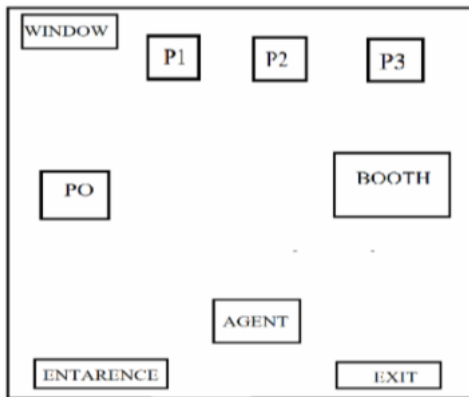 WINDOW
P1
P2
P3
PO
BOOTH
AGENT
ENTARENCE
EXIT